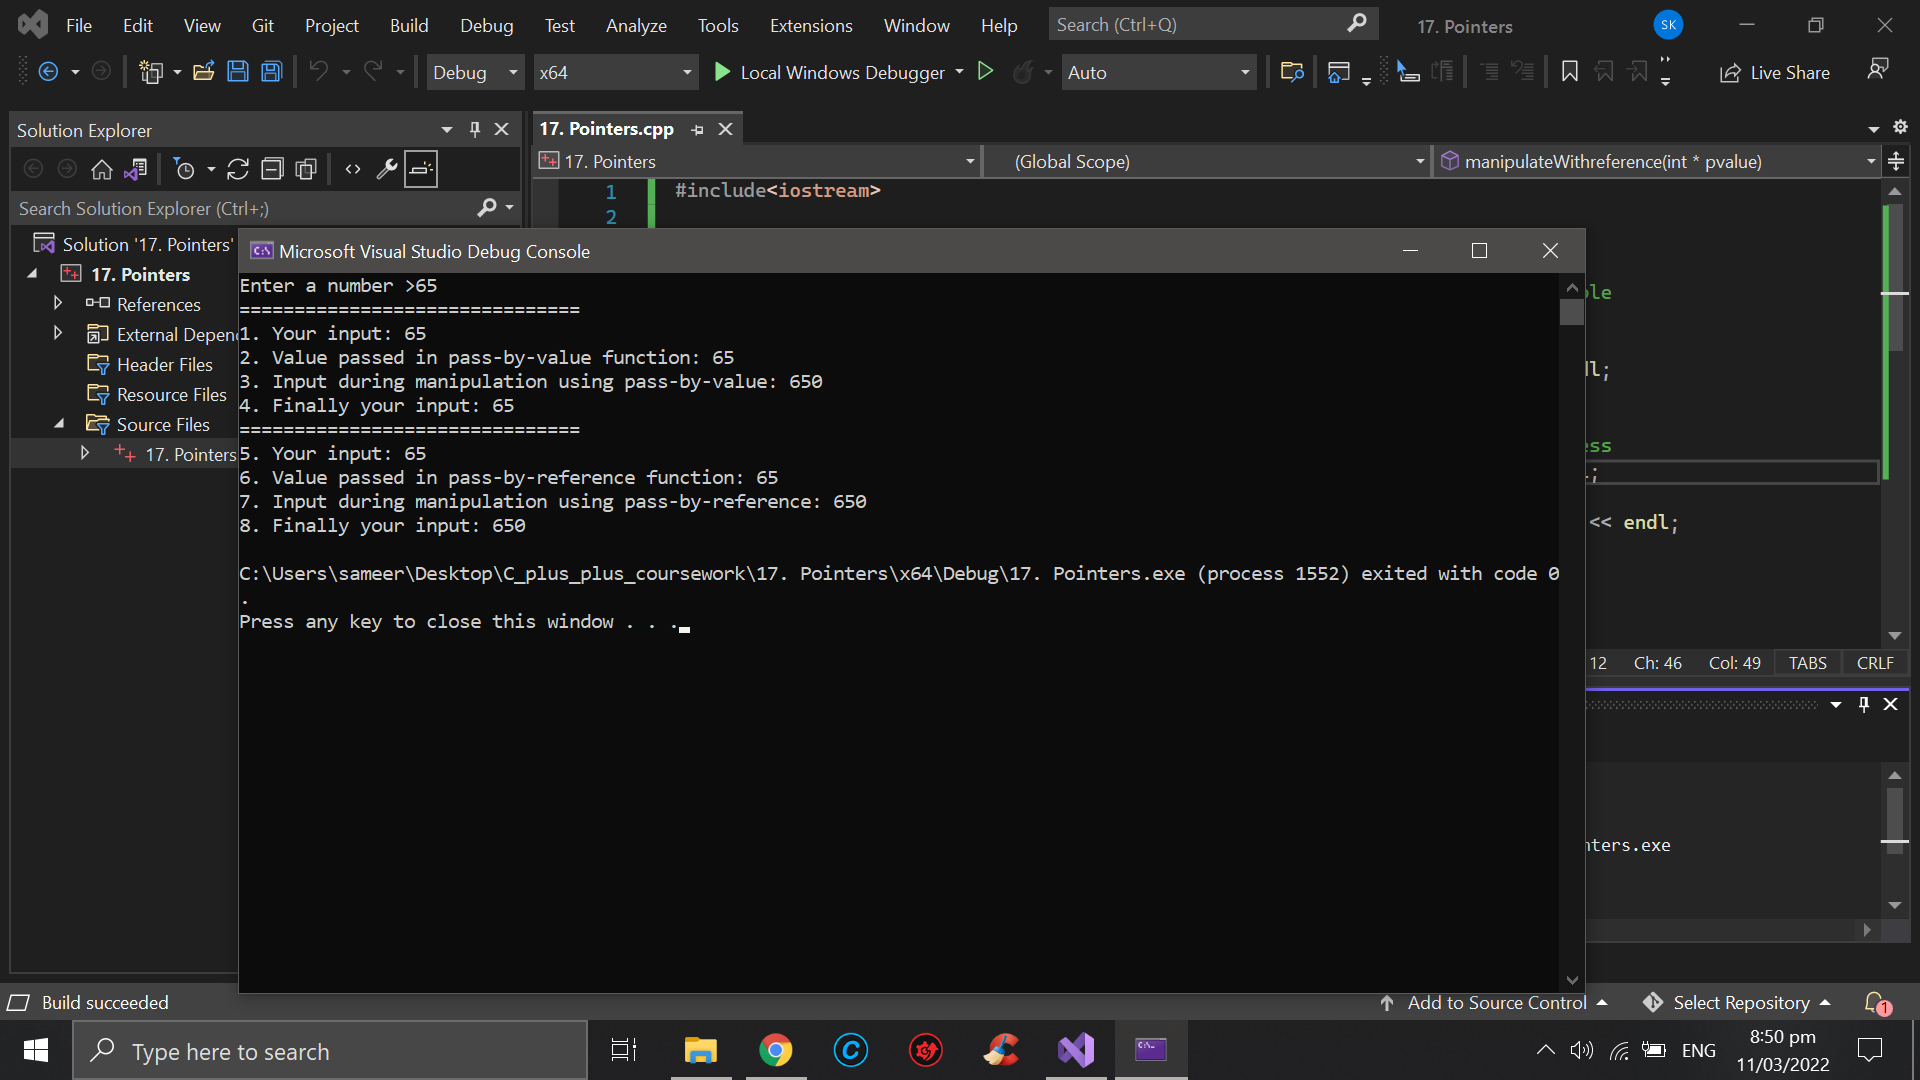 File Edit View Git Project Build Debug Test Analyze Tools Extensions Window Help Search (Ctrl+Q) 17. Pointers SK
Debug x64 Local Windows Debugger Auto Live Share
Solution Explorer
17. Pointers.cpp
17. Pointers (Global Scope) manipulateWithreference(int * pvalue)
Search Solution Explorer (Ctrl+;)
1 #include<iostream>
2
Solution '17. Pointers'
17. Pointers
References
External Depen
Header Files
Resource Files
Source Files
17. Pointers
Microsoft Visual Studio Debug Console
Enter a number >65
===============================
1. Your input: 65
2. Value passed in pass-by-value function: 65
3. Input during manipulation using pass-by-value: 650
4. Finally your input: 65
===============================
5. Your input: 65
6. Value passed in pass-by-reference function: 65
7. Input during manipulation using pass-by-reference: 650
8. Finally your input: 650
C:\Users\sameer\Desktop\C_plus_plus_coursework\17. Pointers\x64\Debug\17. Pointers.exe (process 1552) exited with code 0
.
Press any key to close this window . . .
ble
dl;
ess
;
<< endl;
12 Ch: 46 Col: 49 TABS CRLF
nters.exe
Build succeeded Add to Source Control Select Repository 1
Type here to search
ENG
8:50 pm
11/03/2022